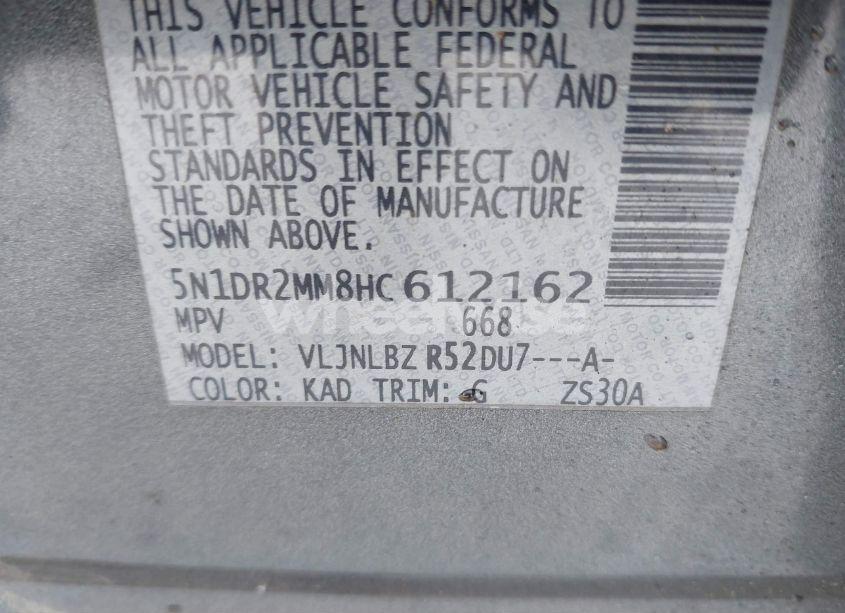 THIS VEHICLE CONFORMS TO
ALL APPLICABLE FEDERAL
MOTOR VEHICLE SAFETY AND
THEFT PREVENTION
STANDARDS IN EFFECT ON
THE DATE OF MANUFACTURE
SHOWN ABOVE.
5N1DR2MM8HC 612162
MPV 668
MODEL: VLJNLBZ R52DU7---A-
COLOR: KAD TRIM: G ZS30A